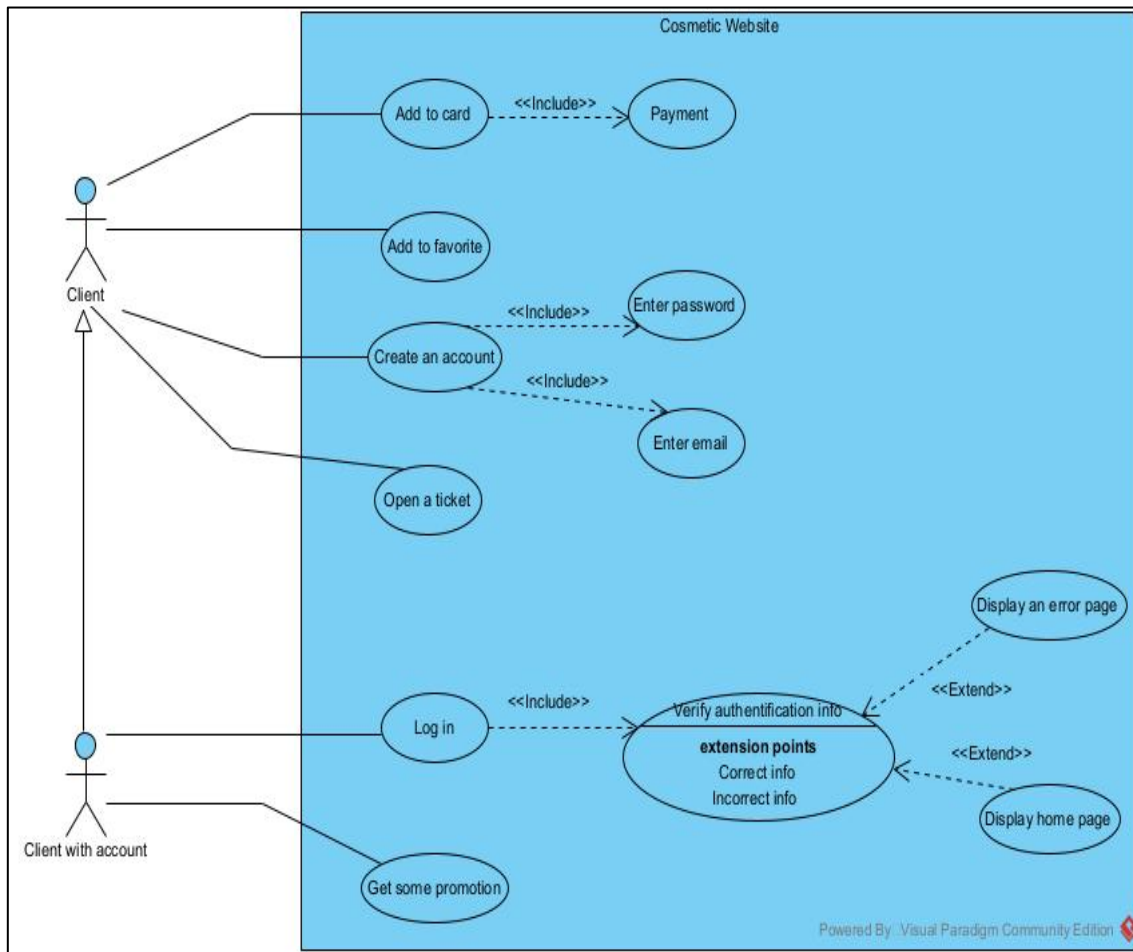 Cosmetic Website
Add to card
<<Include>>
Payment
Client
Add to favorite
Create an account
<<Include>>
Enter password
<<Include>>
Enter email
Open a ticket
Display an error page
<<Extend>>
Log in
<<Include>>
Verify authentification info
extension points
Correct info
Incorrect info
<<Extend>>
Display home page
Client with account
Get some promotion
Powered By Visual Paradigm Community Edition